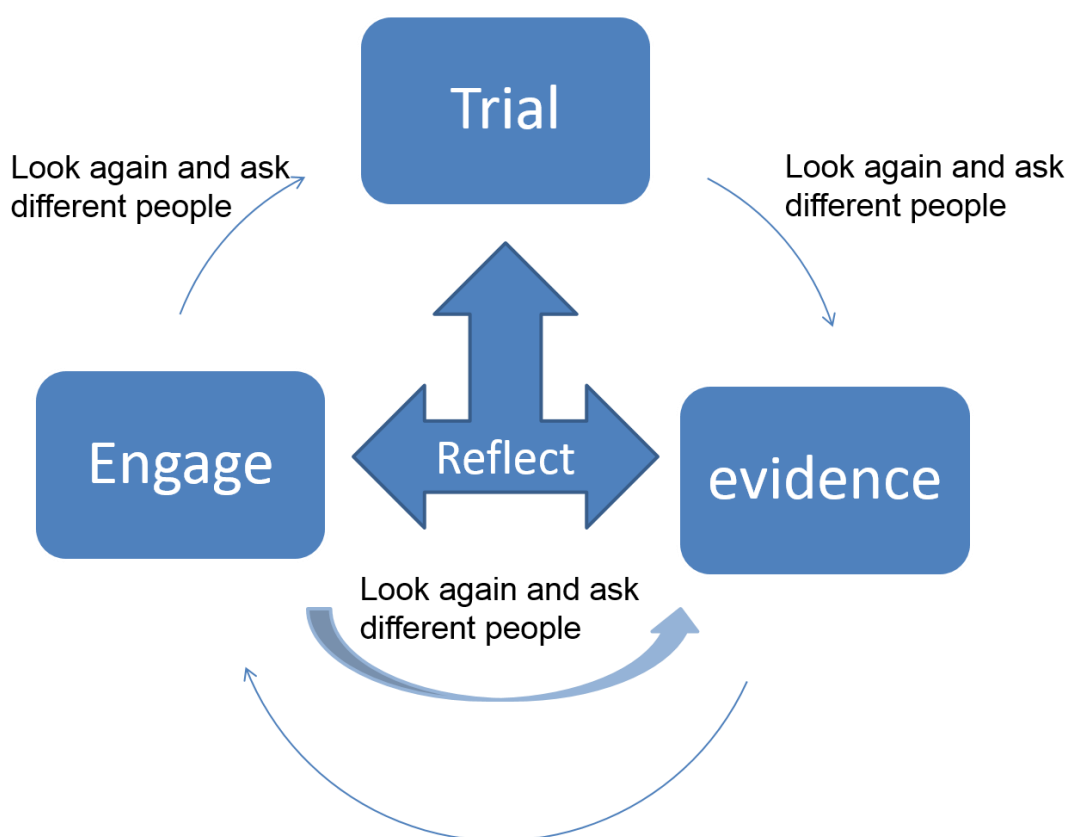 Trial
Look again and ask
different people
Look again and ask
different people
Engage
Reflect
evidence
Look again and ask
different people